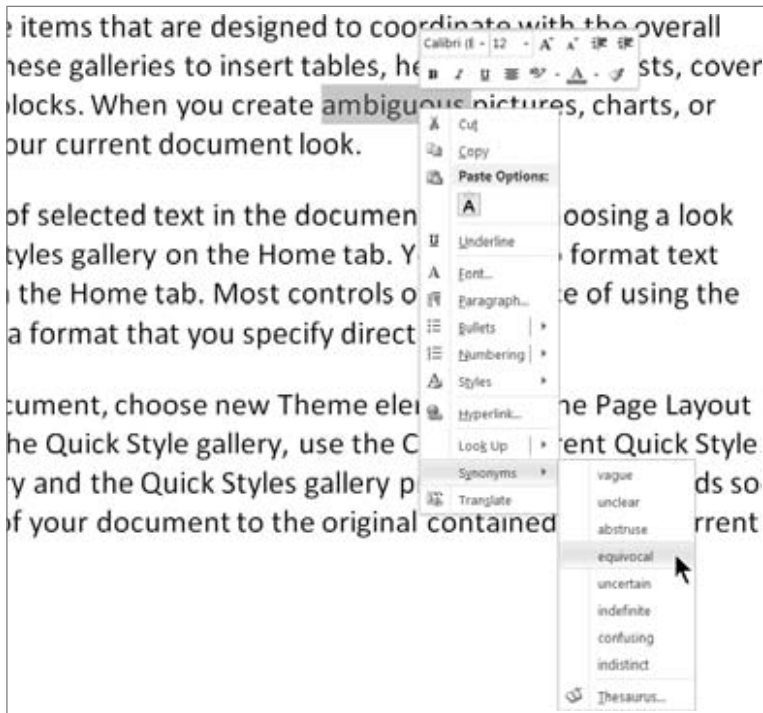 items that are designed to coordinate with the overall
Calibri (E 12 A A
hese galleries to insert tables, he sts, cover
B I U A
locks. When you create ambiguous pictures, charts, or
our current document look.
Cut
Copy
Paste Options:
A
of selected text in the documen oosing a look
Underline
tyles gallery on the Home tab. Y o format text
Font...
the Home tab. Most controls o e of using the
Paragraph...
a format that you specify direct
Bullets
Numbering
Styles
cument, choose new Theme ele ne Page Layout
Hyperlink...
he Quick Style gallery, use the C rent Quick Style
Look Up
ry and the Quick Styles gallery p ds so
Synonyms
Translate
of your document to the original contained rrent
vague
unclear
abstruse
equivocal
uncertain
indefinite
confusing
indistinct
Thesaurus...